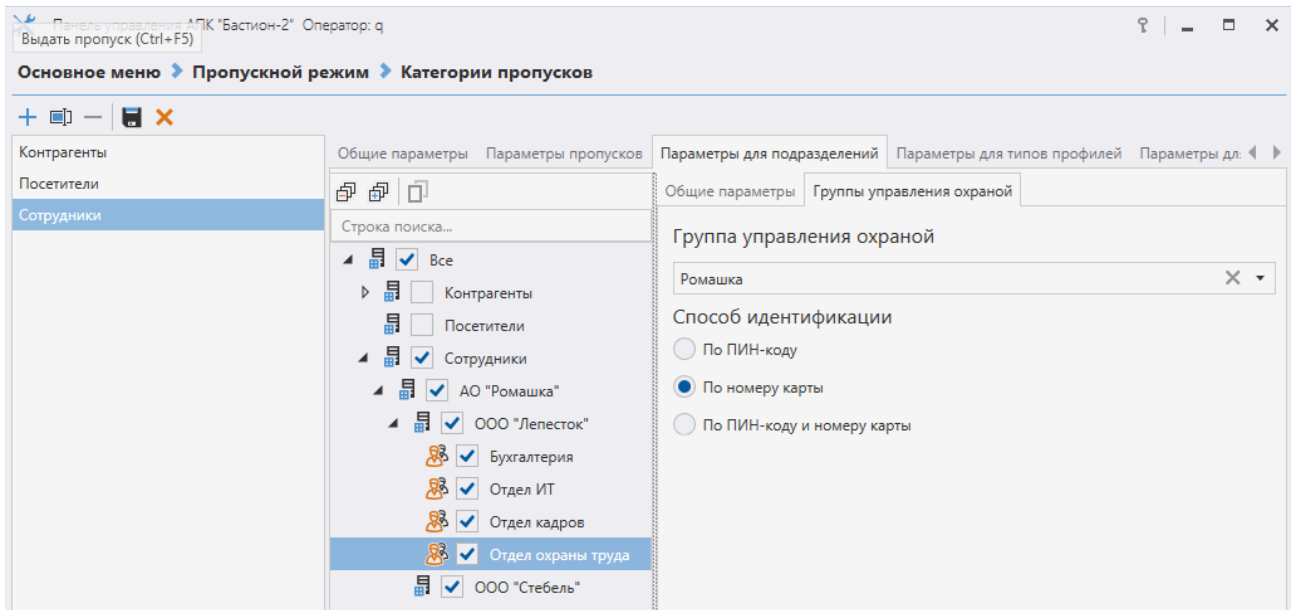 Панель управления АПК "Бастион-2" Оператор: q
Выдать пропуск (Ctrl+F5)
Основное меню Пропускной режим Категории пропусков
Контрагенты
Посетители
Сотрудники
Общие параметры Параметры пропусков Параметры для подразделений Параметры для типов профилей Параметры дл
Строка поиска...
Все
Контрагенты
Посетители
Сотрудники
АО "Ромашка"
ООО "Лепесток"
Бухгалтерия
Отдел ИТ
Отдел кадров
Отдел охраны труда
ООО "Стебель"
Общие параметры Группы управления охраной
Группа управления охраной
Ромашка
Способ идентификации
По ПИН-коду
По номеру карты
По ПИН-коду и номеру карты